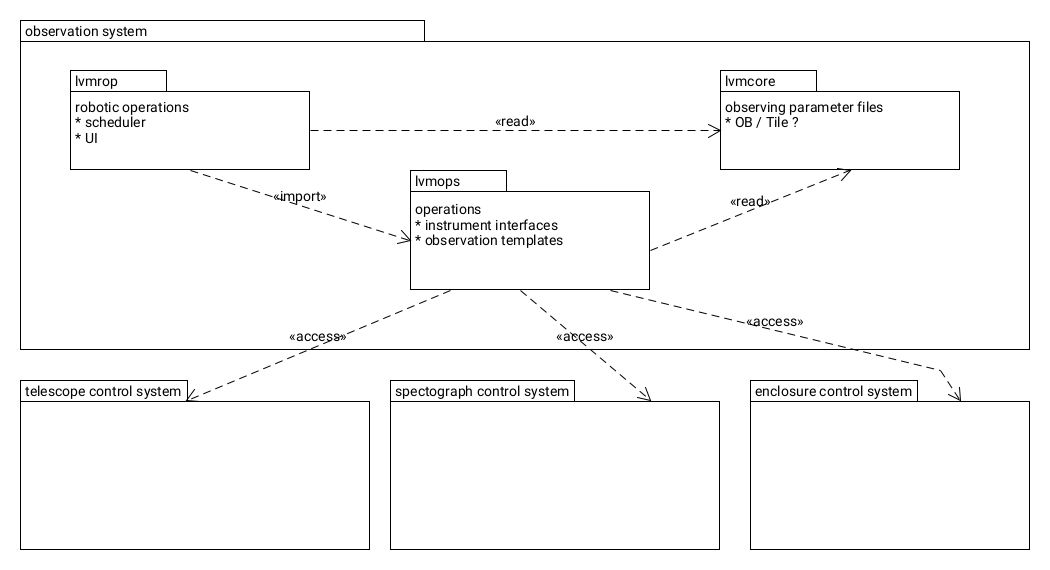 observation system
lvmrop
robotic operations
* scheduler
* UI
«read»
lvmcore
observing parameter files
* OB / Tile ?
«import»
lvmops
operations
* instrument interfaces
* observation templates
«read»
«access»
«access»
«access»
telescope control system
spectograph control system
enclosure control system